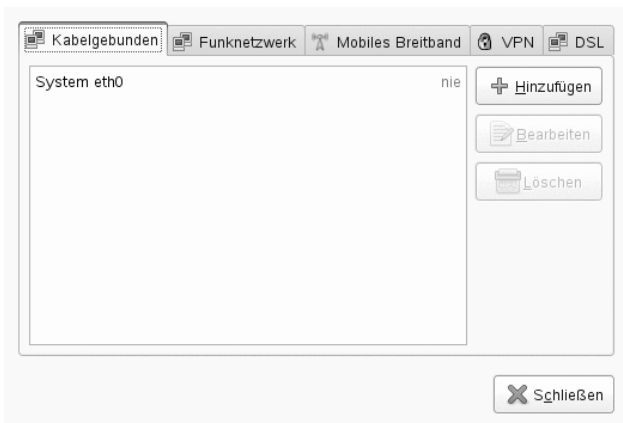 Kabelgebunden Funknetzwerk Mobiles Breitband VPN DSL
System eth0 nie
Hinzufügen
Bearbeiten
Löschen
Schließen